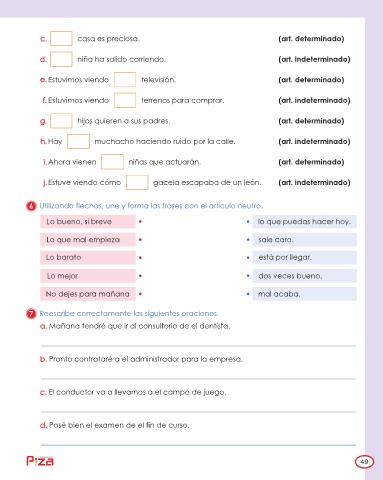 c. casa es preciosa. (art. determinado)
d. niña ha salido corriendo. (art. indeterminado)
e. Estuvimos viendo televisión. (art. determinado)
f. Estuvimos viendo terrenos para comprar. (art. indeterminado)
g. hijos quieren a sus padres. (art. determinado)
h. Hay muchacho haciendo ruido por la calle. (art. indeterminado)
i. Ahora vienen niñas que actuarán. (art. determinado)
j. Estuve viendo cómo gacela escapaba de un león. (art. indeterminado)
6 Utilizando flechas, une y forma las frases con el artículo neutro.
Lo bueno, si breve • • lo que puedas hacer hoy.
Lo que mal empieza • • sale caro.
Lo barato • • está por llegar.
Lo mejor • • dos veces bueno.
No dejes para mañana • • mal acaba.
7 Reescribe correctamente las siguientes oraciones.
a. Mañana tendré que ir al consultorio de el dentista.
b. Pronto contrataré a el administrador para la empresa.
c. El conductor va a llevarnos a el campo de juego.
d. Pasé bien el examen de el fin de curso.
Piza
49